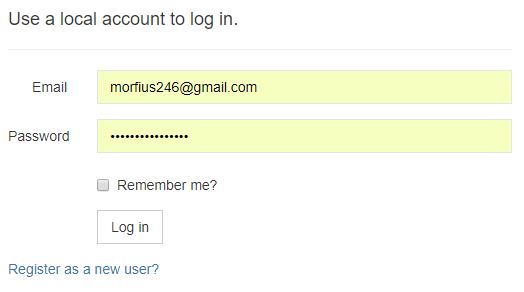 Use a local account to log in.
Email morfius246@gmail.com
Password ••••••••••••••••
Remember me?
Log in
Register as a new user?